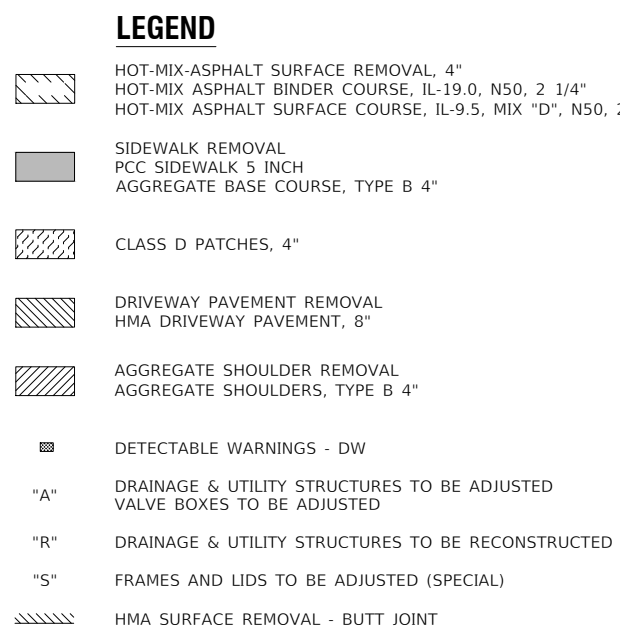 LEGEND
HOT-MIX-ASPHALT SURFACE REMOVAL, 4"
HOT-MIX ASPHALT BINDER COURSE, IL-19.0, N50, 2 1/4"
HOT-MIX ASPHALT SURFACE COURSE, IL-9.5, MIX "D", N50,
SIDEWALK REMOVAL
PCC SIDEWALK 5 INCH
AGGREGATE BASE COURSE, TYPE B 4"
CLASS D PATCHES, 4"
DRIVEWAY PAVEMENT REMOVAL
HMA DRIVEWAY PAVEMENT, 8"
AGGREGATE SHOULDER REMOVAL
AGGREGATE SHOULDERS, TYPE B 4"
DETECTABLE WARNINGS - DW
"A" DRAINAGE & UTILITY STRUCTURES TO BE ADJUSTED
VALVE BOXES TO BE ADJUSTED
"R" DRAINAGE & UTILITY STRUCTURES TO BE RECONSTRUCTED
"S" FRAMES AND LIDS TO BE ADJUSTED (SPECIAL)
HMA SURFACE REMOVAL - BUTT JOINT